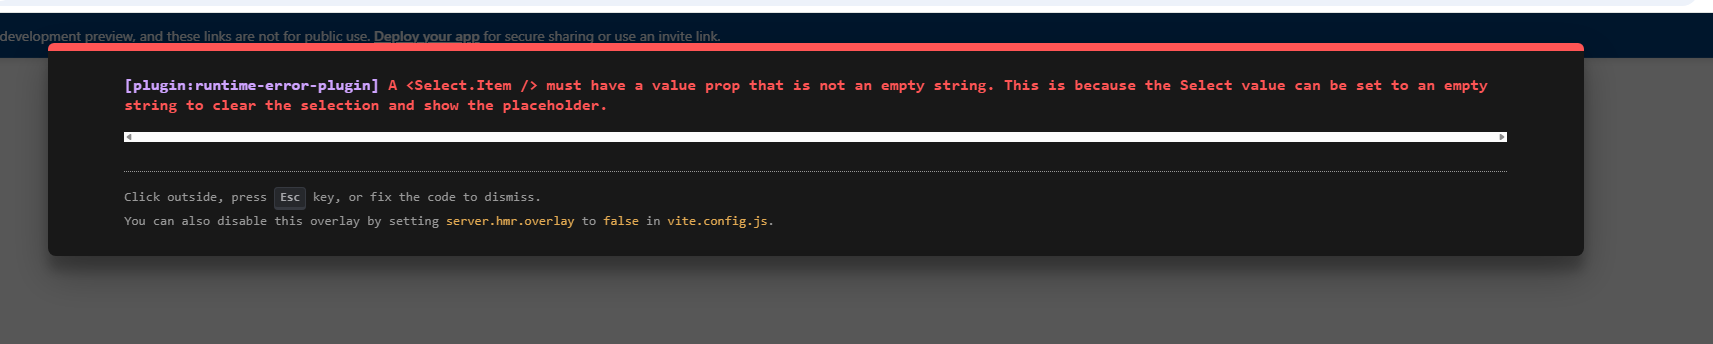 development preview, and these links are not for public use. Deploy your app for secure sharing or use an invite link.
[plugin:runtime-error-plugin] A <Select.Item /> must have a value prop that is not an empty string. This is because the Select value can be set to an empty
string to clear the selection and show the placeholder.
Click outside, press Esc key, or fix the code to dismiss.
You can also disable this overlay by setting server.hmr.overlay to false in vite.config.js.